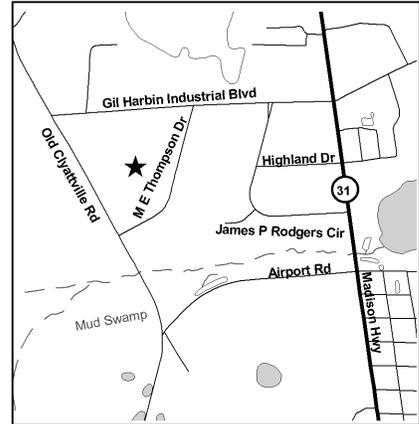 Gil Harbin Industrial Blvd
Old Clyattville Rd
M E Thompson Dr
Highland Dr
31
James P Rodgers Cir
Airport Rd
Madison Hwy
Mud Swamp